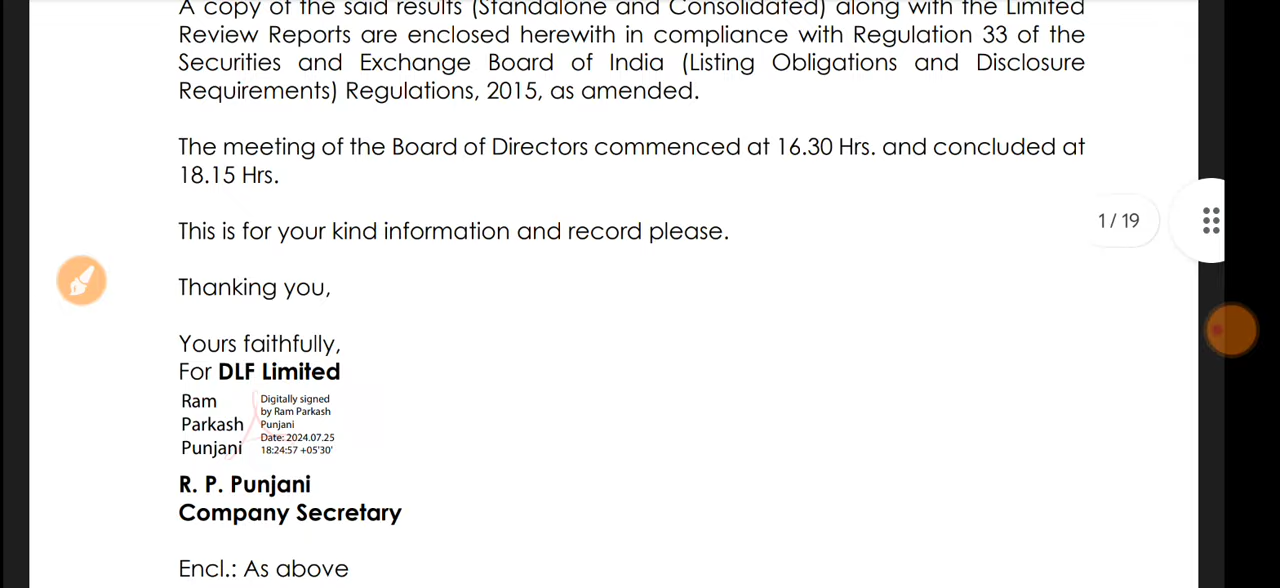 A copy of the said results (Standalone and Consolidated) along with the Limited
Review Reports are enclosed herewith in compliance with Regulation 33 of the
Securities and Exchange Board of India (Listing Obligations and Disclosure
Requirements) Regulations, 2015, as amended.
The meeting of the Board of Directors commenced at 16.30 Hrs. and concluded at
18.15 Hrs.
1 / 19
This is for your kind information and record please.
Thanking you,
Yours faithfully,
For DLF Limited
Ram
Parkash
Punjani
Digitally signed
by Ram Parkash
Punjani
Date: 2024.07.25
18:24:57 +05'30'
R. P. Punjani
Company Secretary
Encl.: As above